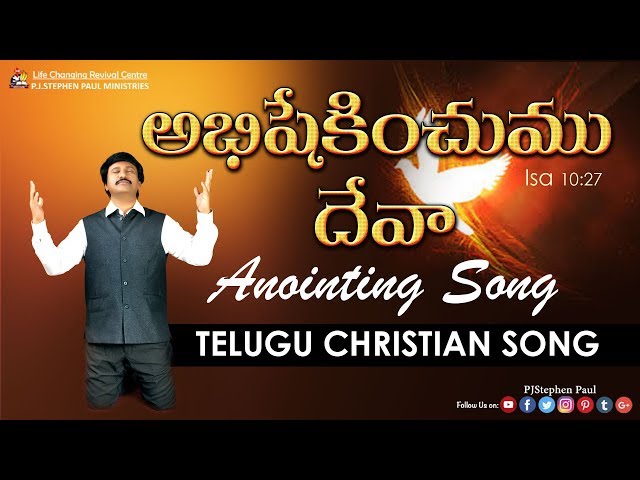 Life Changing Revival Centre
P.J.STEPHEN PAUL MINISTRIES
అభిషేకించుము
Isa 10:27
దేవా
Anointing Song
TELUGU CHRISTIAN SONG
PJStephen Paul
Follow Us on: